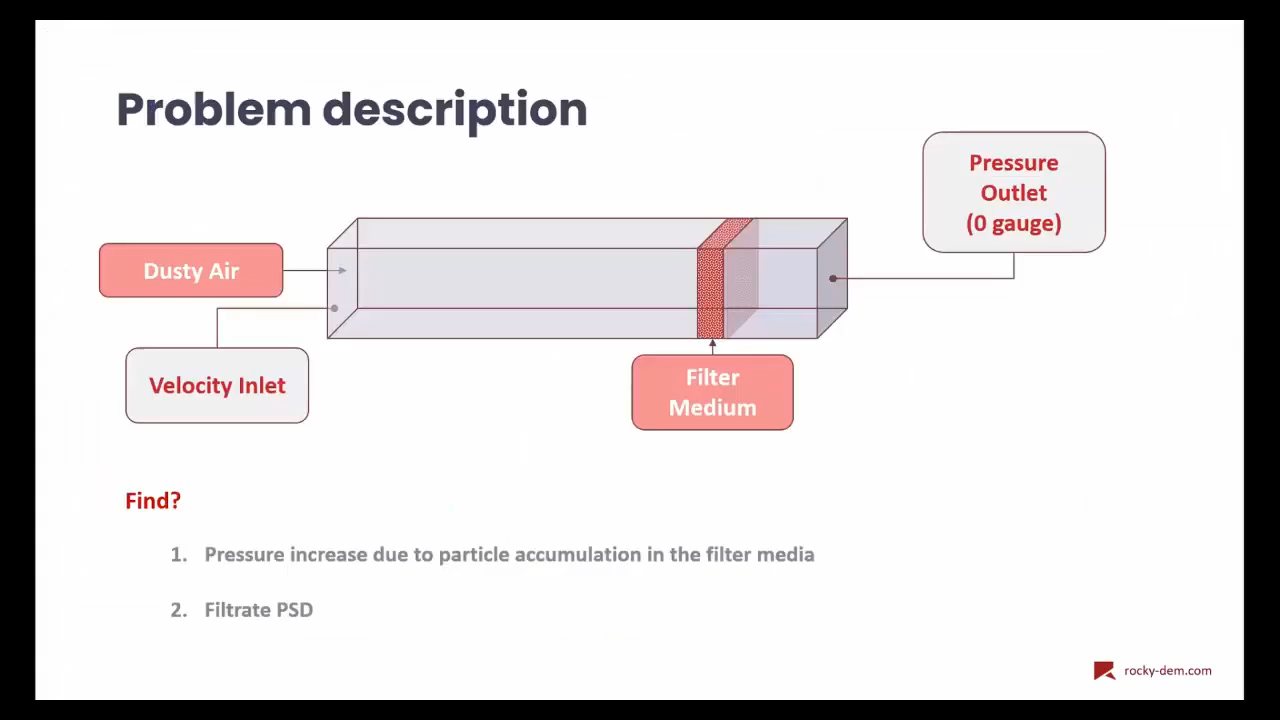 Problem description
Pressure
Outlet
(0 gauge)
Dusty Air
Velocity Inlet
Filter
Medium
Find?
1. Pressure increase due to particle accumulation in the filter media
2. Filtrate PSD
rocky-dem.com